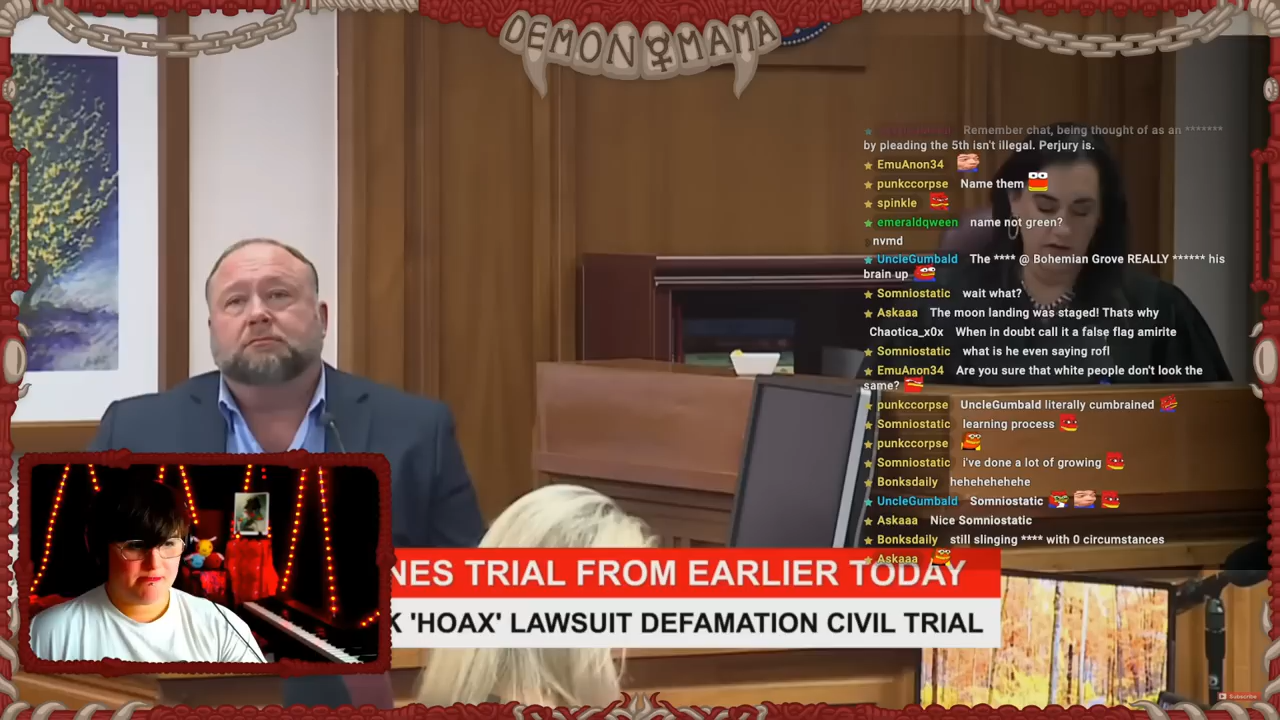 DEMON MAMA
Remember chat, being thought of as an *******
by pleading the 5th isn't illegal. Perjury is.
EmuAnon34
punkccorpse Name them
spinkle
emeraldqween name not green?
nvmd
UncleGumbald The **** @ Bohemian Grove REALLY ****** his
brain up
Somniostatic wait what?
Askaaa The moon landing was staged! Thats why
Chaotica_x0x When in doubt call it a false flag amirite
Somniostatic what is he even saying rofl
EmuAnon34 Are you sure that white people don't look the
same?
punkccorpse UncleGumbald literally cumbrained
Somniostatic learning process
punkccorpse
Somniostatic i've done a lot of growing
Bonksdaily hehehehehehe
UncleGumbald Somniostatic
Askaaa Nice Somniostatic
Bonksdaily still slinging **** with 0 circumstances
Askaaa
NES TRIAL FROM EARLIER TODAY
K 'HOAX' LAWSUIT DEFAMATION CIVIL TRIAL
Subscribe